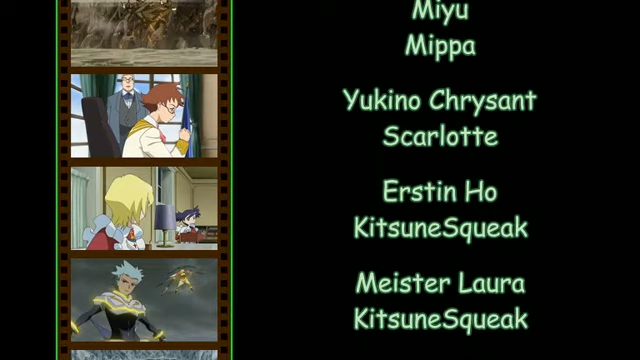 Miyu
Mippa
Yukino Chrysant
Scarlotte
Erstin Ho
KitsuneSqueak
Meister Laura
KitsuneSqueak